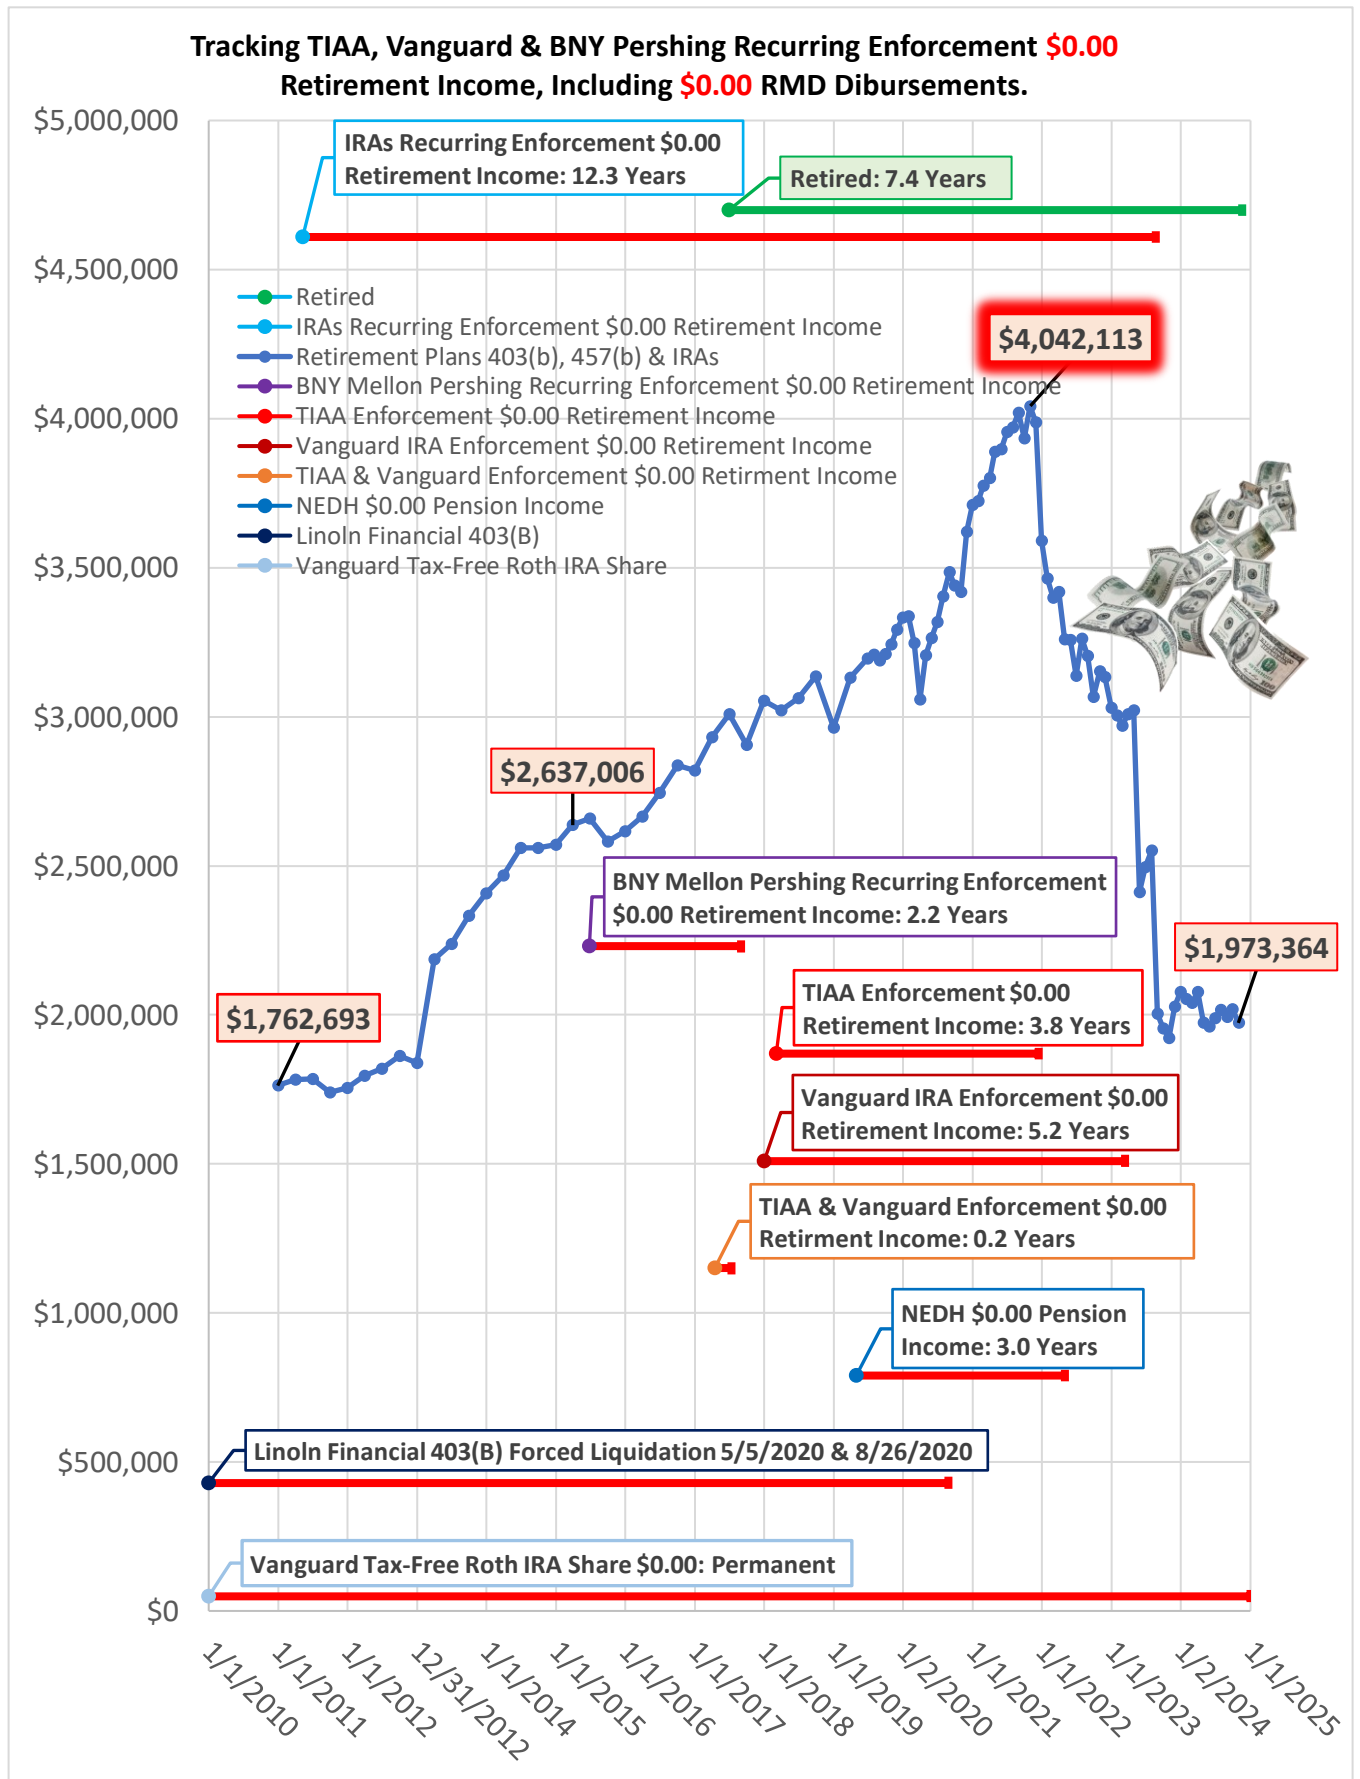 Tracking TIAA, Vanguard & BNY Pershing Recurring Enforcement $0.00
Retirement Income, Including $0.00 RMD Dibursements.
$5,000,000
$4,500,000
$4,000,000
$3,500,000
$3,000,000
$2,500,000
$2,000,000
$1,500,000
$1,000,000
$500,000
$0
IRAs Recurring Enforcement $0.00
Retirement Income: 12.3 Years
Retired: 7.4 Years
Retired
IRAs Recurring Enforcement $0.00 Retirement Income
Retirement Plans 403(b), 457(b) & IRAs
BNY Mellon Pershing Recurring Enforcement $0.00 Retirement Income
TIAA Enforcement $0.00 Retirement Income
Vanguard IRA Enforcement $0.00 Retirement Income
TIAA & Vanguard Enforcement $0.00 Retirment Income
NEDH $0.00 Pension Income
Linoln Financial 403(B)
Vanguard Tax-Free Roth IRA Share
$4,042,113
$2,637,006
BNY Mellon Pershing Recurring Enforcement
$0.00 Retirement Income: 2.2 Years
$1,973,364
$1,762,693
TIAA Enforcement $0.00
Retirement Income: 3.8 Years
Vanguard IRA Enforcement $0.00
Retirement Income: 5.2 Years
TIAA & Vanguard Enforcement $0.00
Retirment Income: 0.2 Years
NEDH $0.00 Pension
Income: 3.0 Years
Linoln Financial 403(B) Forced Liquidation 5/5/2020 & 8/26/2020
Vanguard Tax-Free Roth IRA Share $0.00: Permanent
1/1/2010
1/1/2011
1/1/2012
12/31/2012
1/1/2014
1/1/2015
1/1/2016
1/1/2017
1/1/2018
1/1/2019
1/2/2020
1/1/2021
1/1/2022
1/1/2023
1/2/2024
1/1/2025